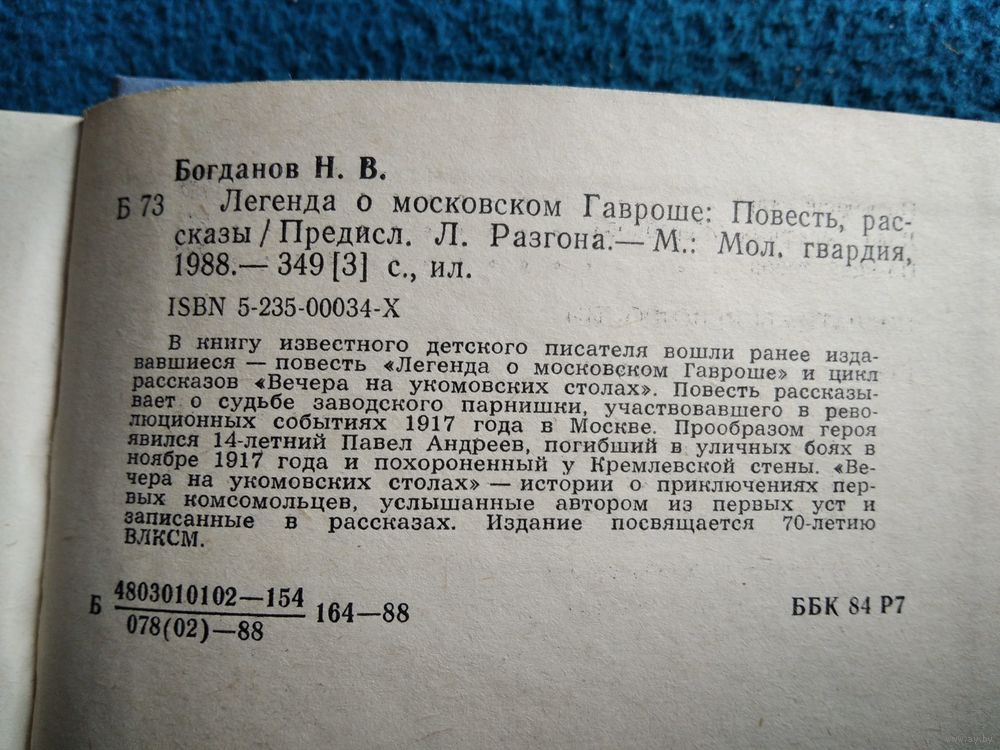 Богданов Н. В.
Б 73 Легенда о московском Гавроше: Повесть, рас-
сказы / Предисл. Л. Разгона.— М.: Мол. гвардия,
1988.— 349 [3] с., ил.
ISBN 5-235-00034-X
В книгу известного детского писателя вошли ранее изда-
вавшиеся — повесть «Легенда о московском Гавроше» и цикл
рассказов «Вечера на укомовских столах». Повесть рассказы-
вает о судьбе заводского парнишки, участвовавшего в рево-
люционных событиях 1917 года в Москве. Прообразом героя
явился 14-летний Павел Андреев, погибший в уличных боях в
ноябре 1917 года и похороненный у Кремлевской стены. «Ве-
чера на укомовских столах» — истории о приключениях пер-
вых комсомольцев, услышанные автором из первых уст и
записанные в рассказах. Издание посвящается 70-летию
ВЛКСМ.
Б 4803010102—154 164—88
078(02)—88
ББК 84 Р7
www.ay.by